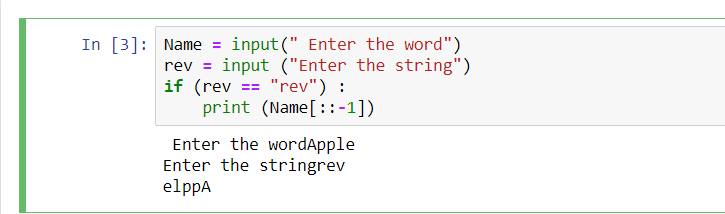 In [3]: Name = input(" Enter the word")
rev = input ("Enter the string")
if (rev == "rev") :
    print (Name[::-1])
 Enter the wordApple
Enter the stringrev
elppA